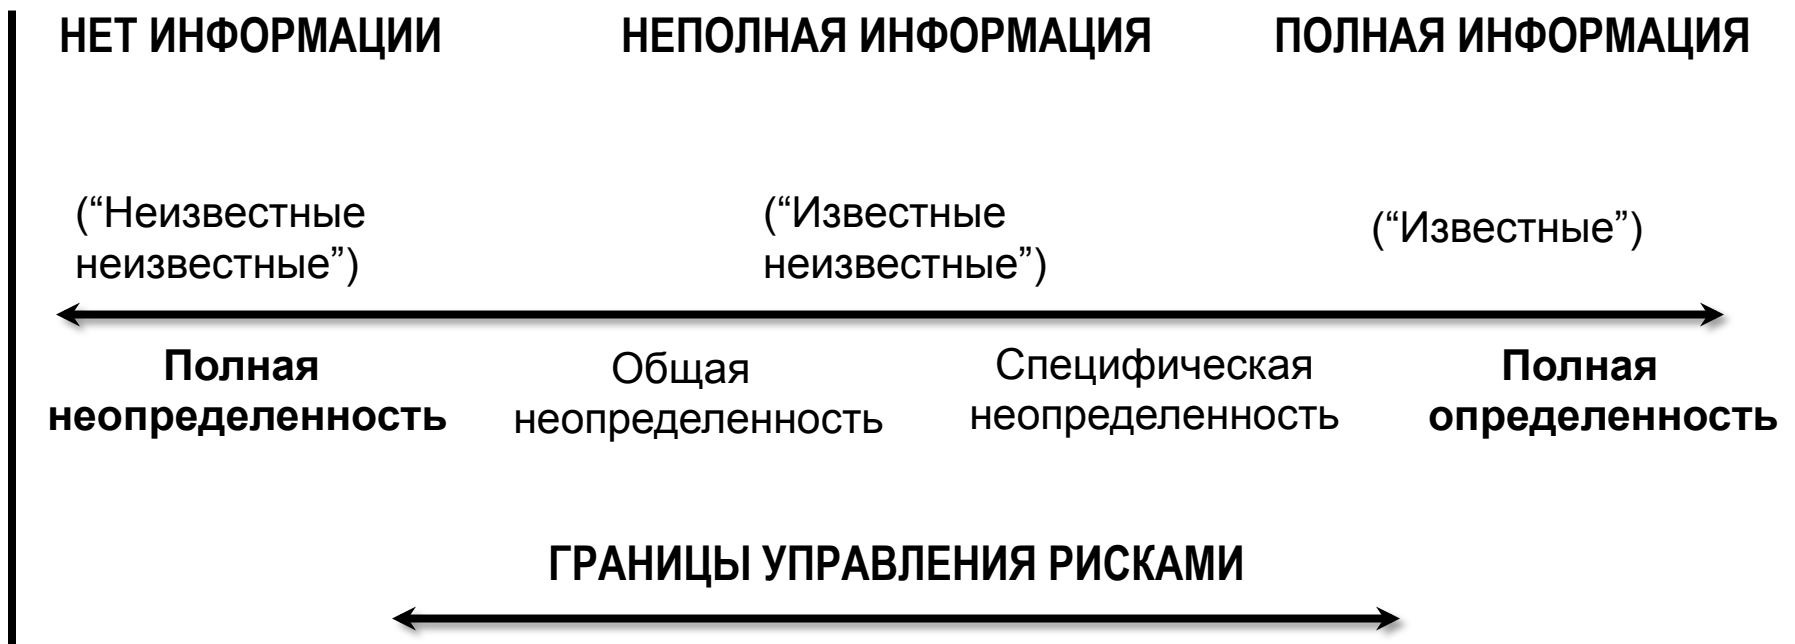 НЕТ ИНФОРМАЦИИ
НЕПОЛНАЯ ИНФОРМАЦИЯ
ПОЛНАЯ ИНФОРМАЦИЯ
(“Неизвестные
неизвестные”)
(“Известные
неизвестные”)
(“Известные”)
Полная
неопределенность
Общая
неопределенность
Специфическая
неопределенность
Полная
определенность
ГРАНИЦЫ УПРАВЛЕНИЯ РИСКАМИ